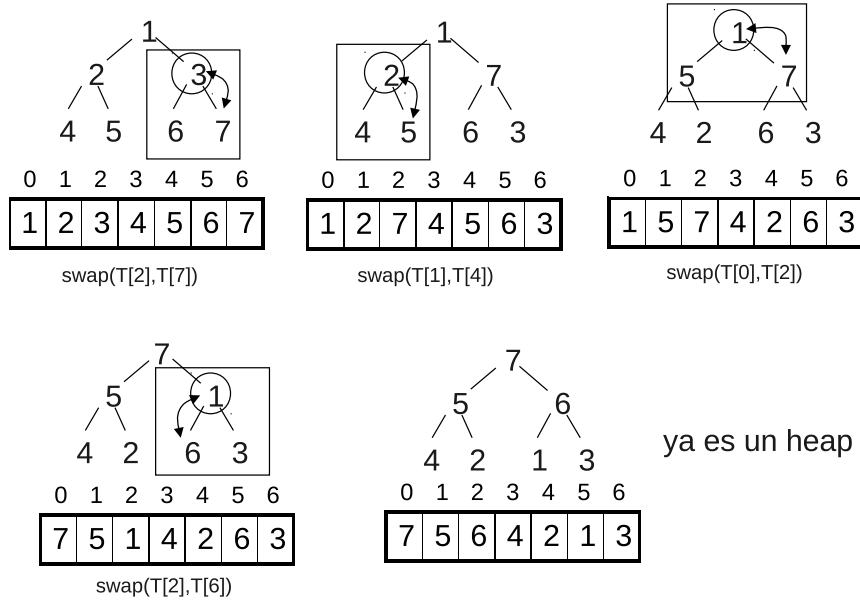 1
2 3
4 5 6 7
0 1 2 3 4 5 6
1 2 3 4 5 6 7
swap(T[2],T[7])
1
2 7
4 5 6 3
0 1 2 3 4 5 6
1 2 7 4 5 6 3
swap(T[1],T[4])
1
5 7
4 2 6 3
0 1 2 3 4 5 6
1 5 7 4 2 6 3
swap(T[0],T[2])
7
5 1
4 2 6 3
0 1 2 3 4 5 6
7 5 1 4 2 6 3
swap(T[2],T[6])
7
5 6
4 2 1 3
0 1 2 3 4 5 6
7 5 6 4 2 1 3
ya es un heap